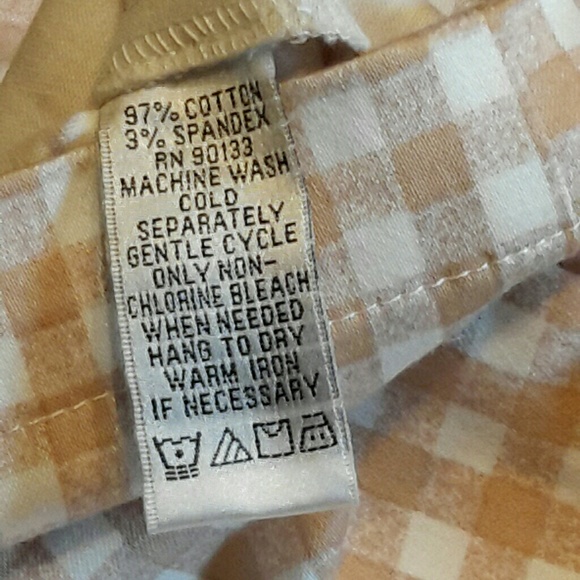 97% COTTON
3% SPANDEX
RN 90133
MACHINE WASH
COLD
SEPARATELY
GENTLE CYCLE
ONLY NON-
CHLORINE BLEACH
WHEN NEEDED
HANG TO DRY
WARM IRON
IF NECESSARY